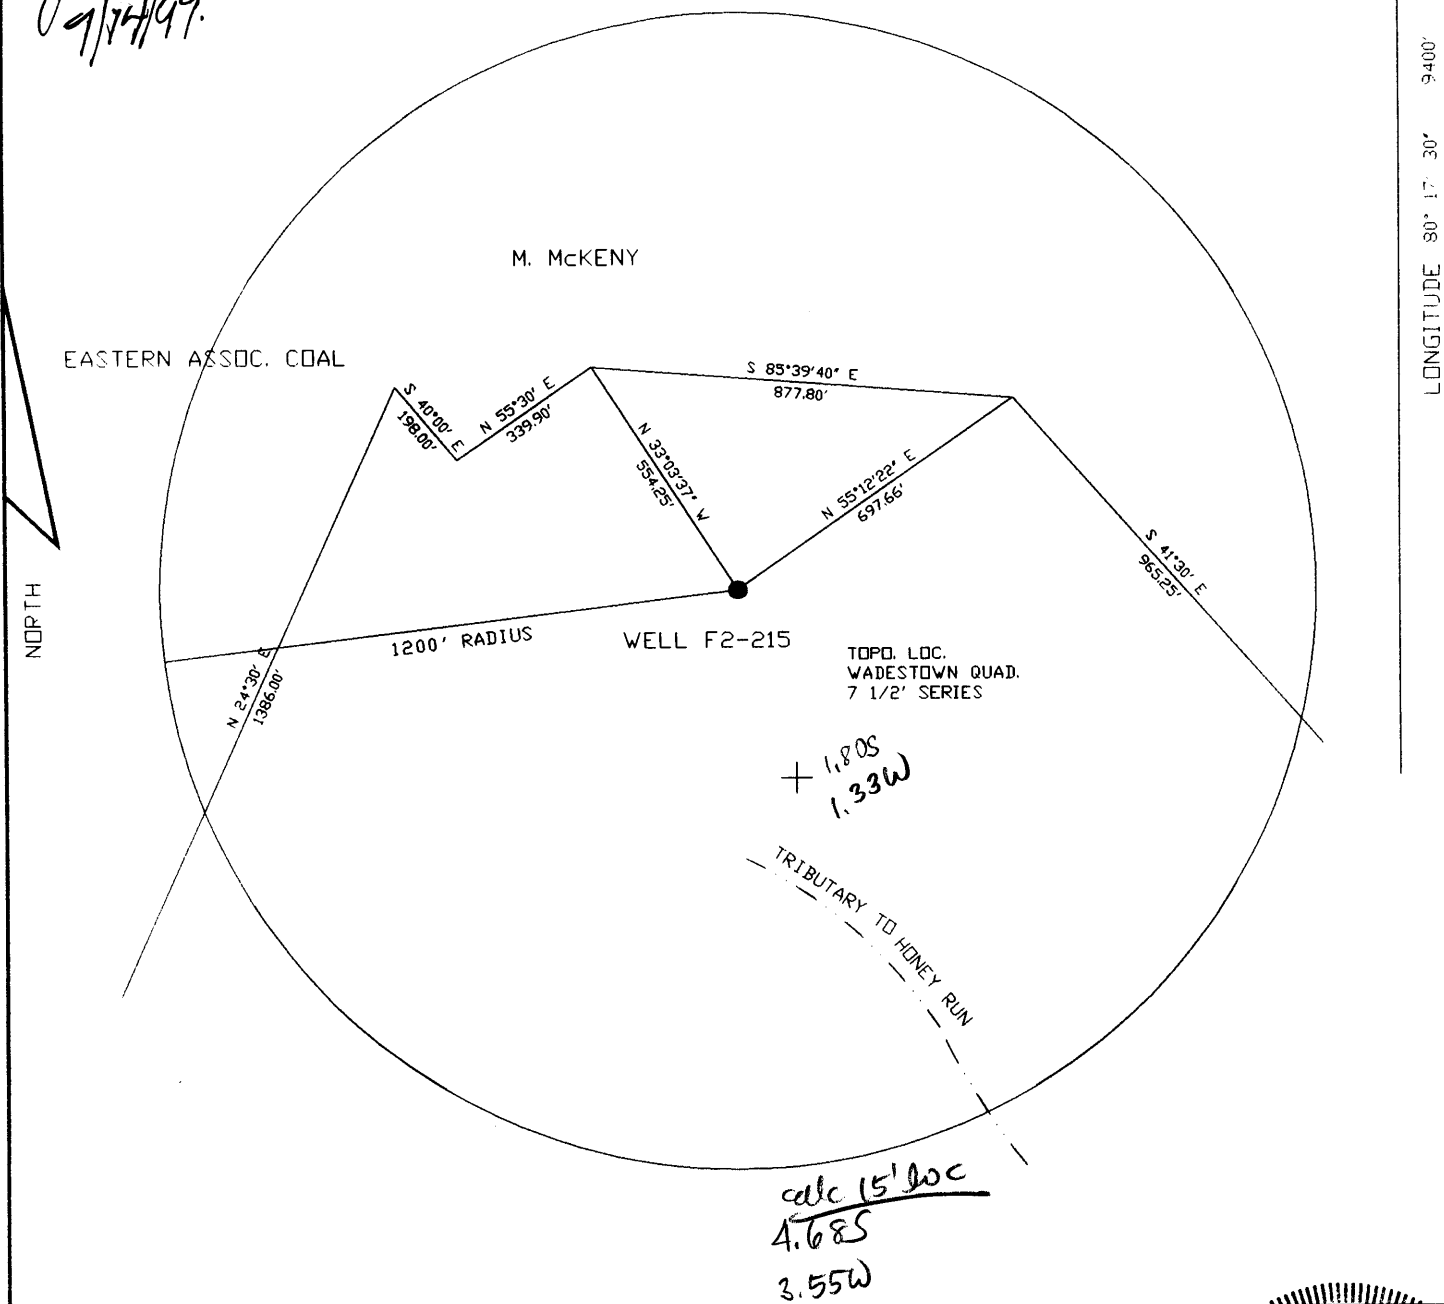 9/14/99.
9400'
LONGITUDE 80° 17' 30"
M. McKENY
EASTERN ASSOC. COAL
S 40°00' E
198.00'
N 55°30' E
339.90'
S 85°39'40" E
877.80'
N 33°03'37" W
554.25'
N 55°12'22" E
697.66'
S 41°30' E
965.25'
NORTH
1200' RADIUS
WELL F2-215
N 24°30' E
1386.00'
TOPO. LOC.
WADESTOWN QUAD.
7 1/2' SERIES
1.80S
1.33W
TRIBUTARY TO HONEY RUN
calc 15' loc
4.68S
3.55W